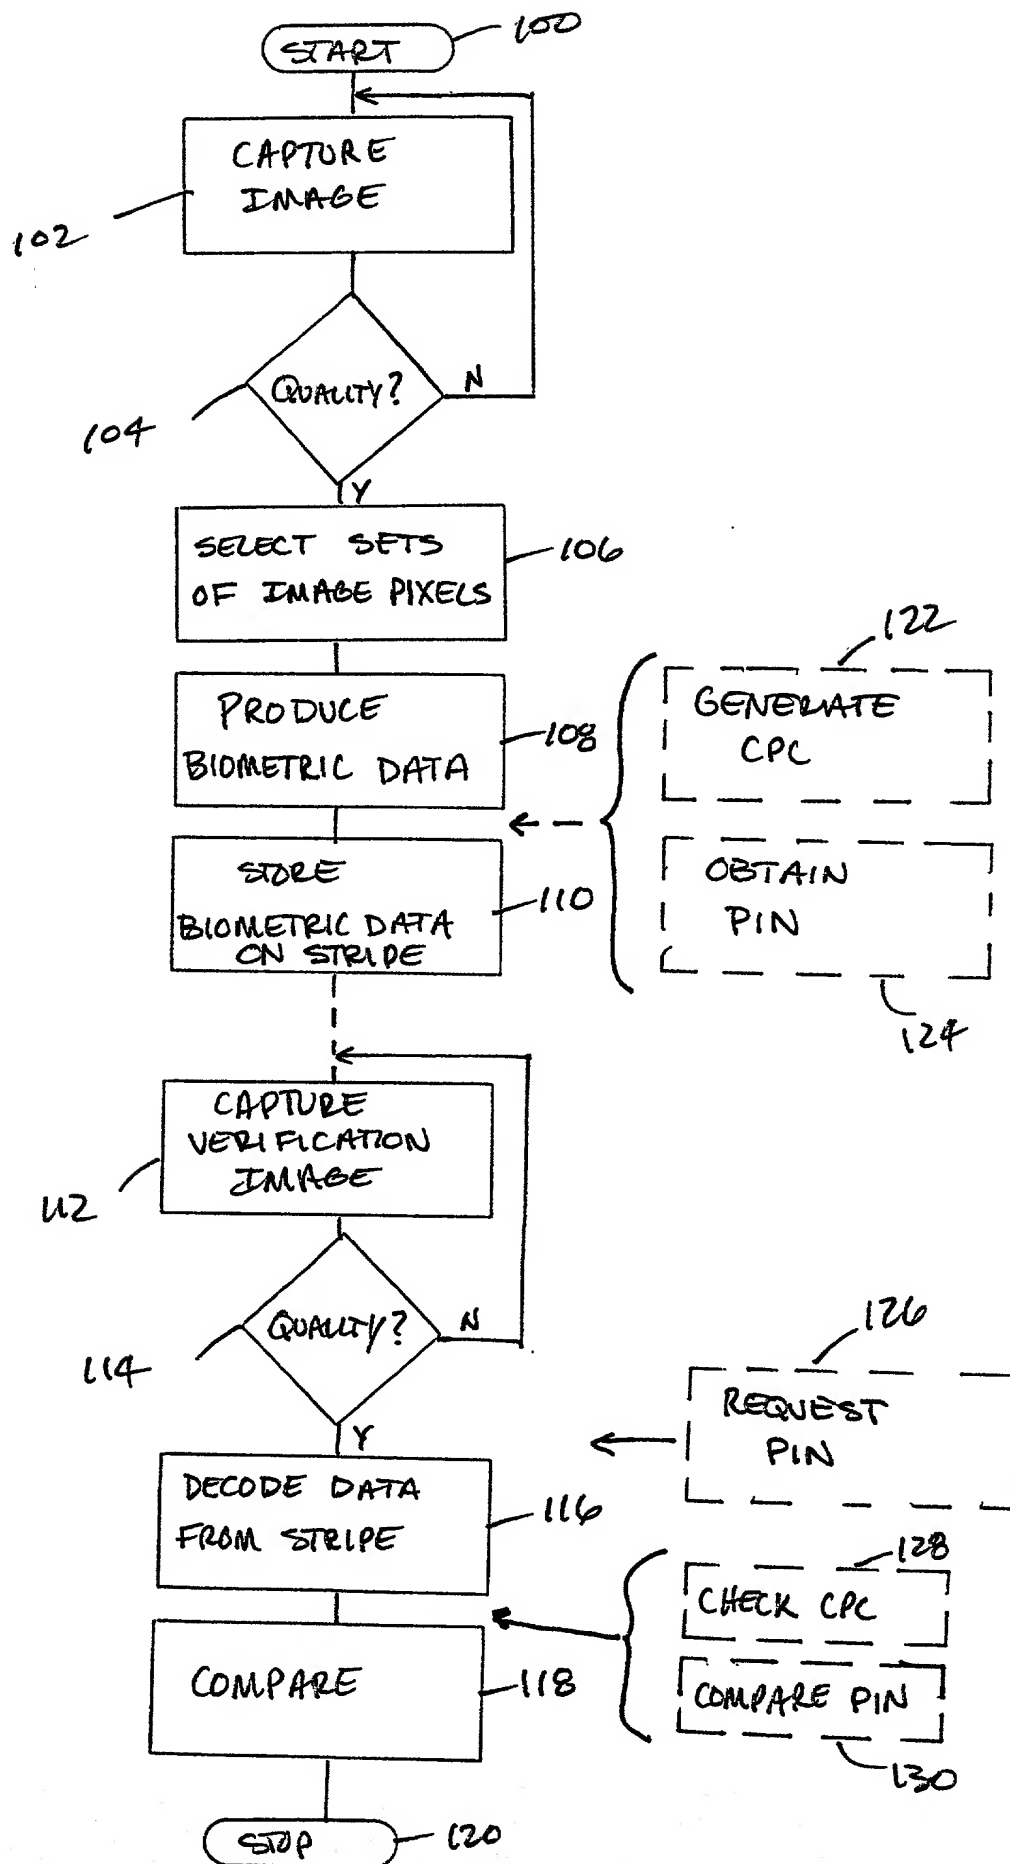 START
100
CAPTURE
IMAGE
102
QUALITY?
N
104
Y
SELECT SETS
OF IMAGE PIXELS
106
122
GENERATE
CPC
PRODUCE
BIOMETRIC DATA
108
STORE
BIOMETRIC DATA
ON STRIPE
110
OBTAIN
PIN
124
CAPTURE
VERIFICATION
IMAGE
112
QUALITY?
N
114
Y
126
REQUEST
PIN
DECODE DATA
FROM STRIPE
116
128
CHECK CPC
COMPARE
118
COMPARE PIN
130
STOP
120